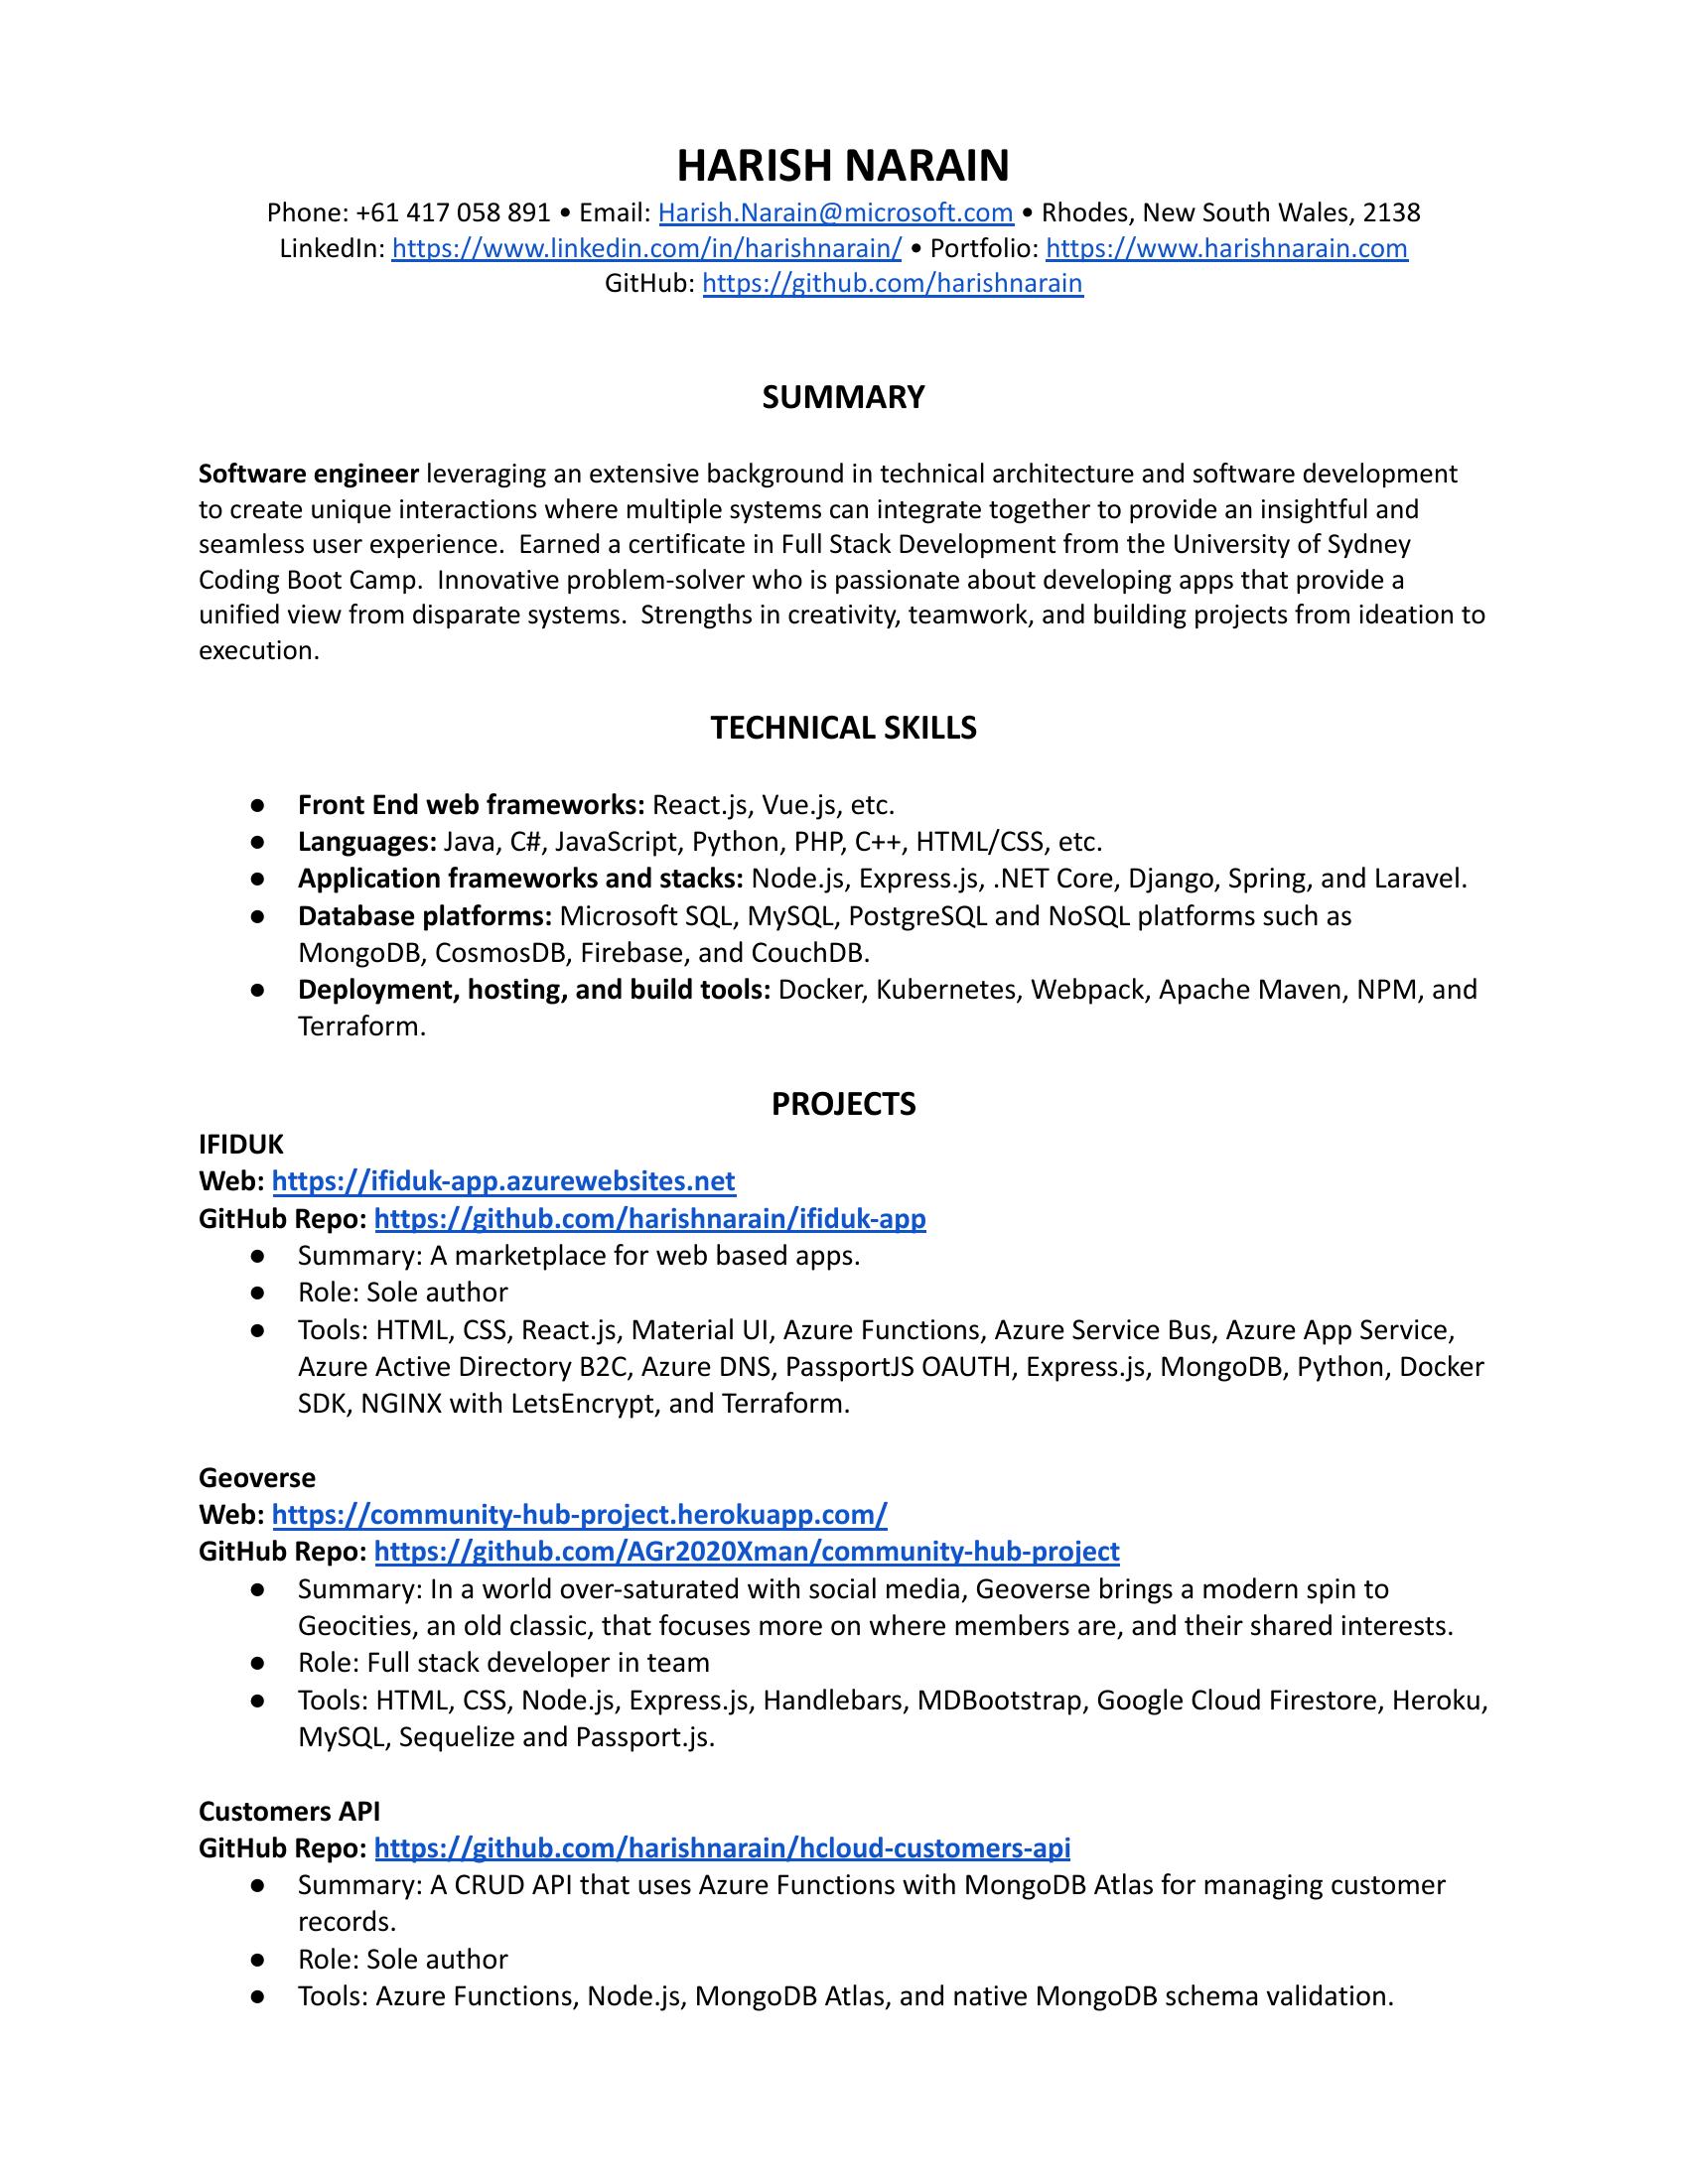 HARISH NARAIN
Phone: +61 417 058 891 • Email: Harish.Narain@microsoft.com • Rhodes, New South Wales, 2138
LinkedIn: https://www.linkedin.com/in/harishnarain/ • Portfolio: https://www.harishnarain.com
GitHub: https://github.com/harishnarain
SUMMARY
Software engineer leveraging an extensive background in technical architecture and software development
to create unique interactions where multiple systems can integrate together to provide an insightful and
seamless user experience.  Earned a certificate in Full Stack Development from the University of Sydney
Coding Boot Camp.  Innovative problem-solver who is passionate about developing apps that provide a
unified view from disparate systems.  Strengths in creativity, teamwork, and building projects from ideation to
execution.
TECHNICAL SKILLS
● Front End web frameworks: React.js, Vue.js, etc.
● Languages: Java, C#, JavaScript, Python, PHP, C++, HTML/CSS, etc.
● Application frameworks and stacks: Node.js, Express.js, .NET Core, Django, Spring, and Laravel.
● Database platforms: Microsoft SQL, MySQL, PostgreSQL and NoSQL platforms such as
MongoDB, CosmosDB, Firebase, and CouchDB.
● Deployment, hosting, and build tools: Docker, Kubernetes, Webpack, Apache Maven, NPM, and
Terraform.
PROJECTS
IFIDUK
Web: https://ifiduk-app.azurewebsites.net
GitHub Repo: https://github.com/harishnarain/ifiduk-app
● Summary: A marketplace for web based apps.
● Role: Sole author
● Tools: HTML, CSS, React.js, Material UI, Azure Functions, Azure Service Bus, Azure App Service,
Azure Active Directory B2C, Azure DNS, PassportJS OAUTH, Express.js, MongoDB, Python, Docker
SDK, NGINX with LetsEncrypt, and Terraform.
Geoverse
Web: https://community-hub-project.herokuapp.com/
GitHub Repo: https://github.com/AGr2020Xman/community-hub-project
● Summary: In a world over-saturated with social media, Geoverse brings a modern spin to
Geocities, an old classic, that focuses more on where members are, and their shared interests.
● Role: Full stack developer in team
● Tools: HTML, CSS, Node.js, Express.js, Handlebars, MDBootstrap, Google Cloud Firestore, Heroku,
MySQL, Sequelize and Passport.js.
Customers API
GitHub Repo: https://github.com/harishnarain/hcloud-customers-api
● Summary: A CRUD API that uses Azure Functions with MongoDB Atlas for managing customer
records.
● Role: Sole author
● Tools: Azure Functions, Node.js, MongoDB Atlas, and native MongoDB schema validation.